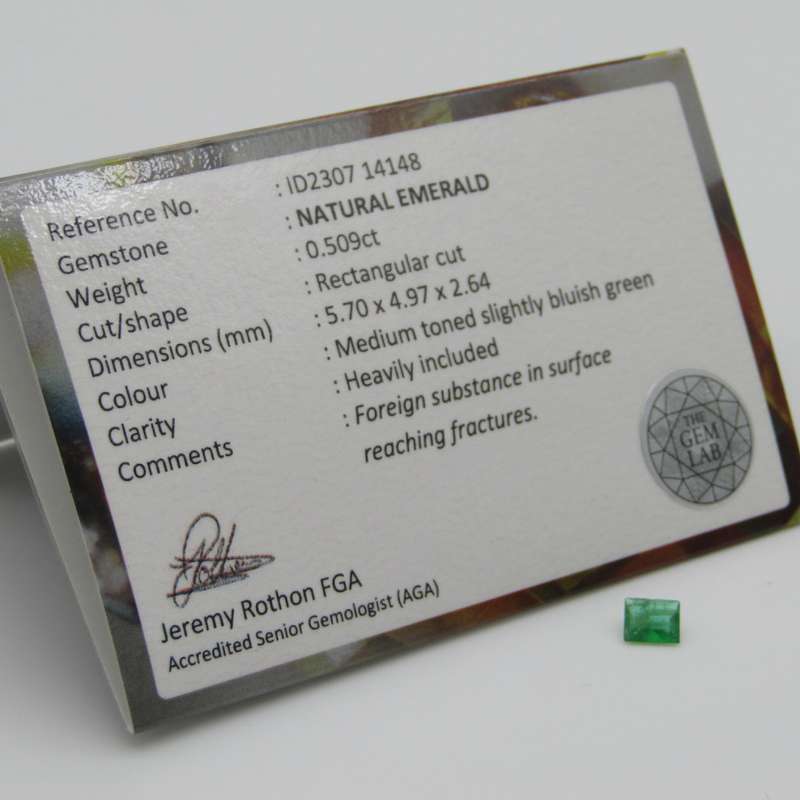 Reference No. : ID2307 14148
Gemstone : NATURAL EMERALD
Weight : 0.509ct
Cut/shape : Rectangular cut
Dimensions (mm) : 5.70 x 4.97 x 2.64
Colour : Medium toned slightly bluish green
Clarity : Heavily included
Comments : Foreign substance in surface
reaching fractures.
THE
GEM
LAB
Jeremy Rothon FGA
Accredited Senior Gemologist (AGA)